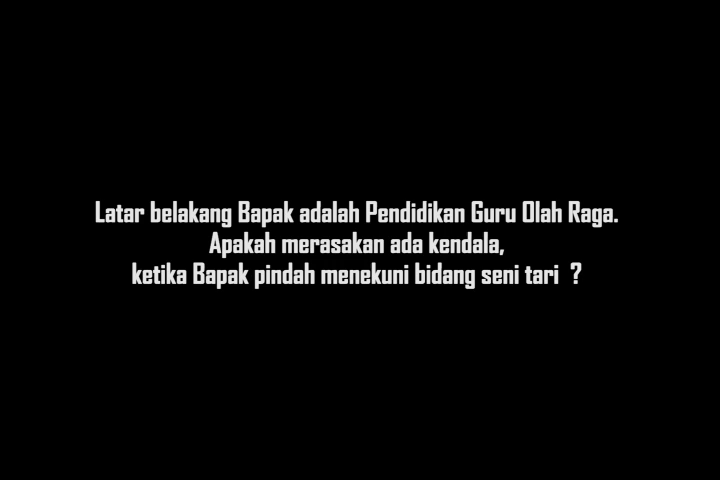 Latar belakang Bapak adalah Pendidikan Guru Olah Raga.
Apakah merasakan ada kendala,
ketika Bapak pindah menekuni bidang seni tari  ?